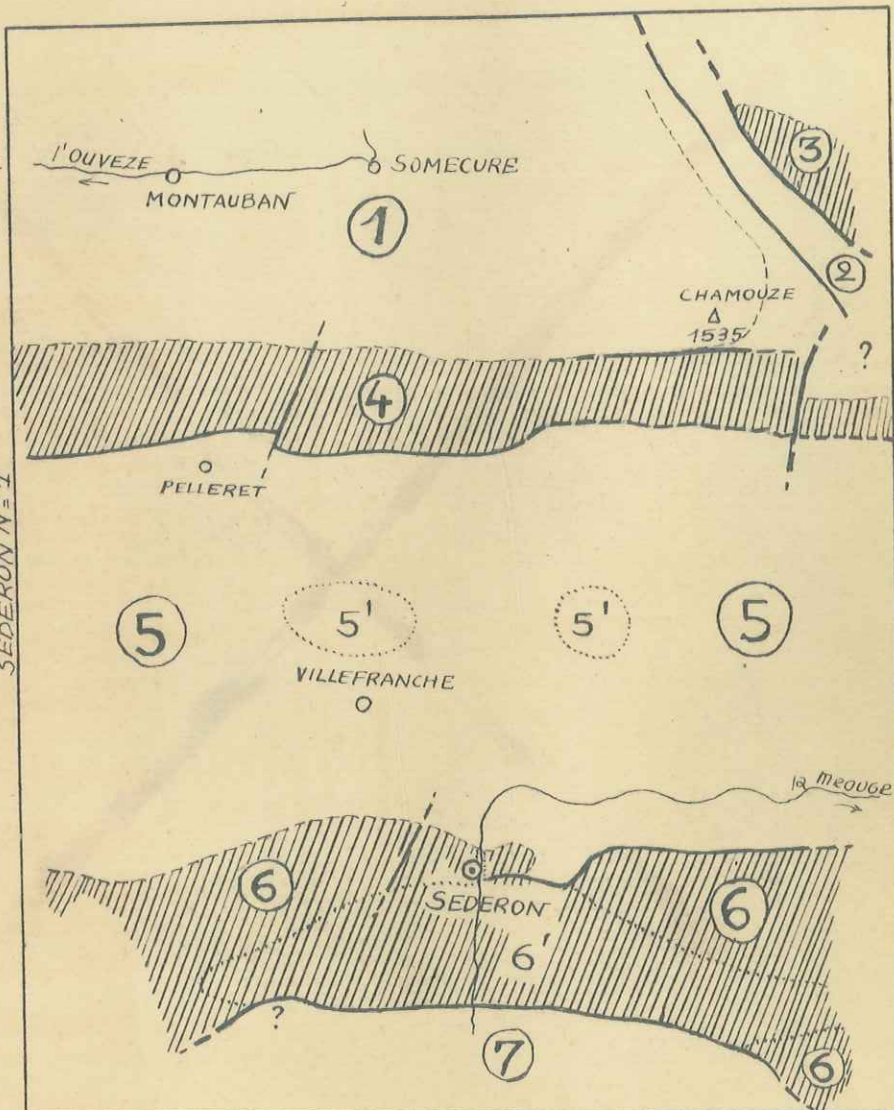 l'OUVEZE
SOMECURE
MONTAUBAN
1
3
2
CHAMOUZE
1535
?
4
PELLERET
SEDERON N=1
5
5'
5'
5
VILLEFRANCHE
la MEOUGE
6
SEDERON
6
6'
?
7
6